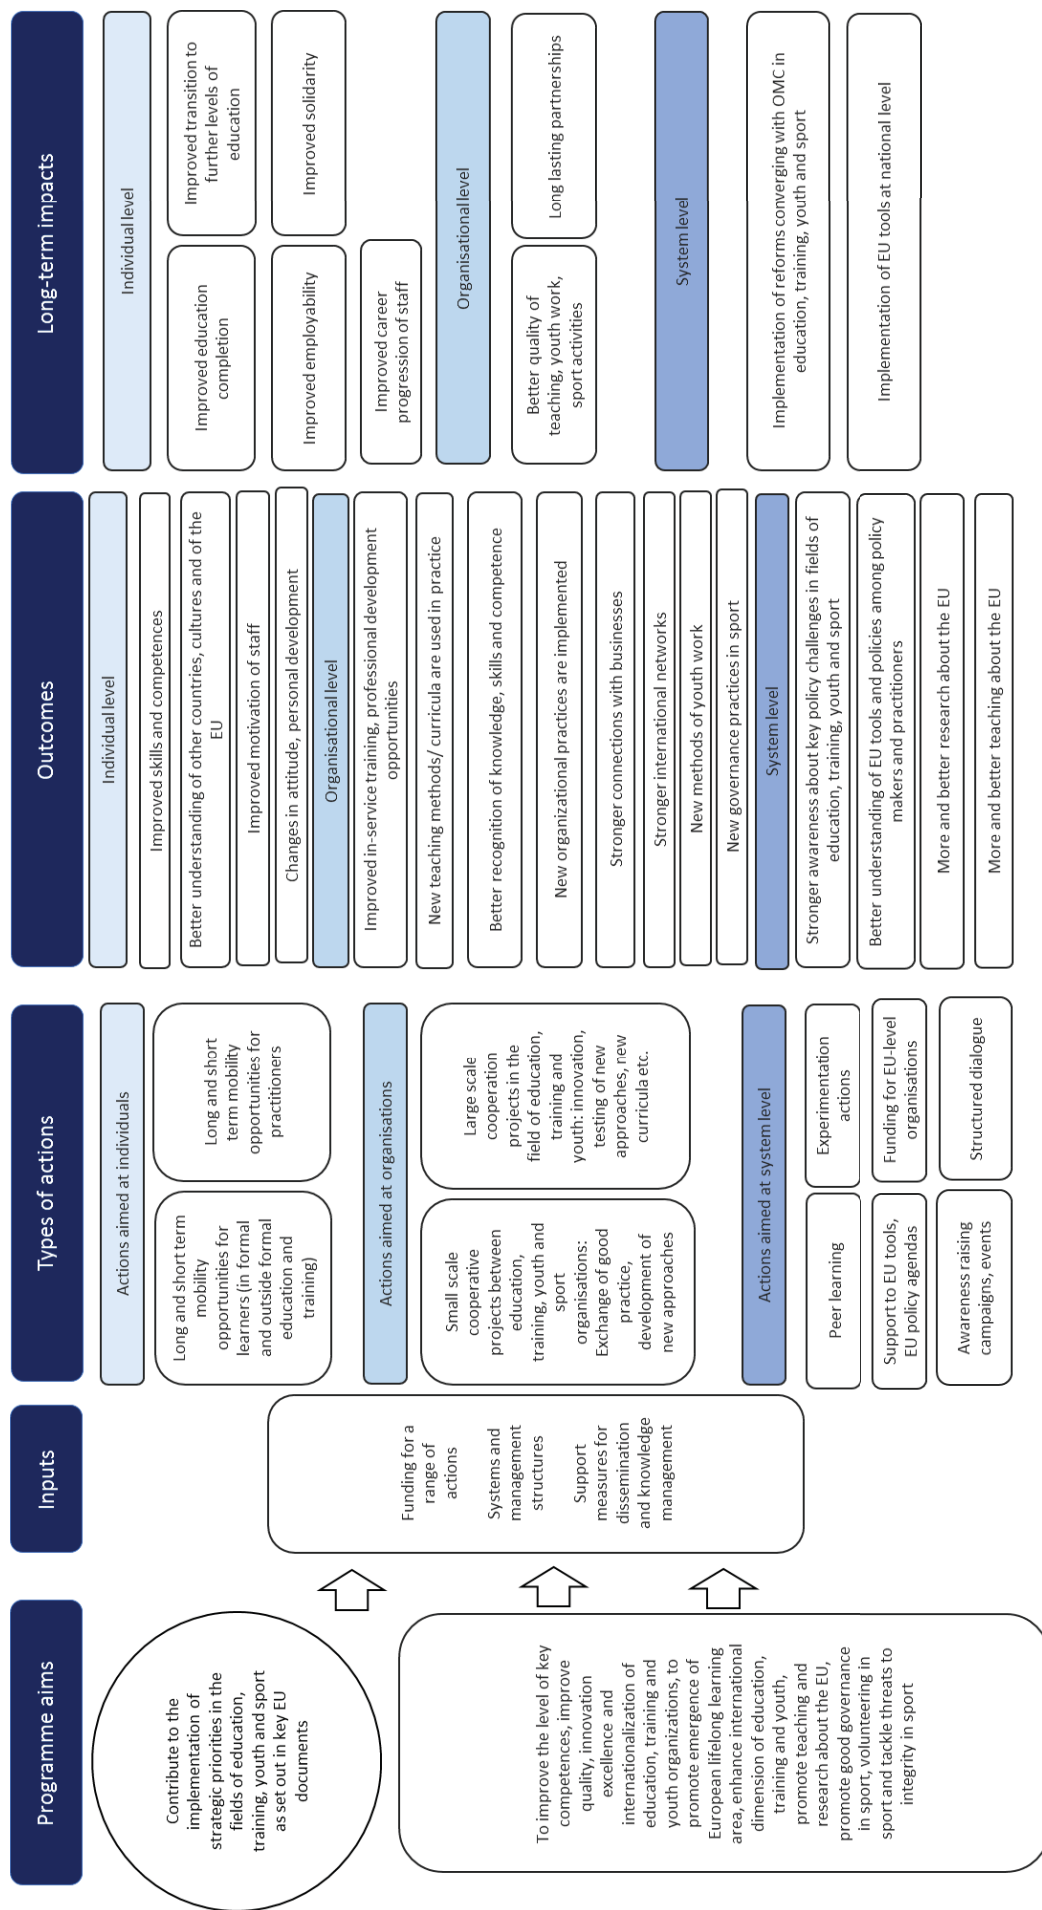 Programme aims
Contribute to the
implementation of
strategic priorities in the
fields of education,
training, youth and sport
as set out in key EU
documents
To improve the level of key
competences, improve
quality, innovation
excellence and
internationalization of
education, training and
youth organizations, to
promote emergence of
European lifelong learning
area, enhance international
dimension of education,
training and youth,
promote teaching and
research about the EU,
promote good governance
in sport, volunteering in
sport and tackle threats to
integrity in sport
Inputs
Funding for a
range of
actions
Systems and
management
structures
Support
measures for
dissemination
and knowledge
management
Types of actions
Actions aimed at individuals
Long and short term
mobility
opportunities for
learners (in formal
and outside formal
education and
training)
Long and short
term mobility
opportunities for
practitioners
Actions aimed at organisations
Small scale
cooperative
projects between
education,
training, youth and
sport
organisations:
Exchange of good
practice,
development of
new approaches
Large scale
cooperation
projects in the
field of education,
training and
youth: innovation,
testing of new
approaches, new
curricula etc.
Actions aimed at system level
Peer learning
Experimentation
actions
Support to EU tools,
EU policy agendas
Funding for EU-level
organisations
Awareness raising
campaigns, events
Structured dialogue
Outcomes
Individual level
Improved skills and competences
Better understanding of other countries, cultures and of the
EU
Improved motivation of staff
Changes in attitude, personal development
Organisational level
Improved in-service training, professional development
opportunities
New teaching methods/ curricula are used in practice
Better recognition of knowledge, skills and competence
New organizational practices are implemented
Stronger connections with businesses
Stronger international networks
New methods of youth work
New governance practices in sport
System level
Stronger awareness about key policy challenges in fields of
education, training, youth and sport
Better understanding of EU tools and policies among policy
makers and practitioners
More and better research about the EU
More and better teaching about the EU
Long-term impacts
Individual level
Improved education
completion
Improved transition to
further levels of
education
Improved employability
Improved solidarity
Improved career
progression of staff
Organisational level
Better quality of
teaching, youth work,
sport activities
Long lasting partnerships
System level
Implementation of reforms converging with OMC in
education, training, youth and sport
Implementation of EU tools at national level